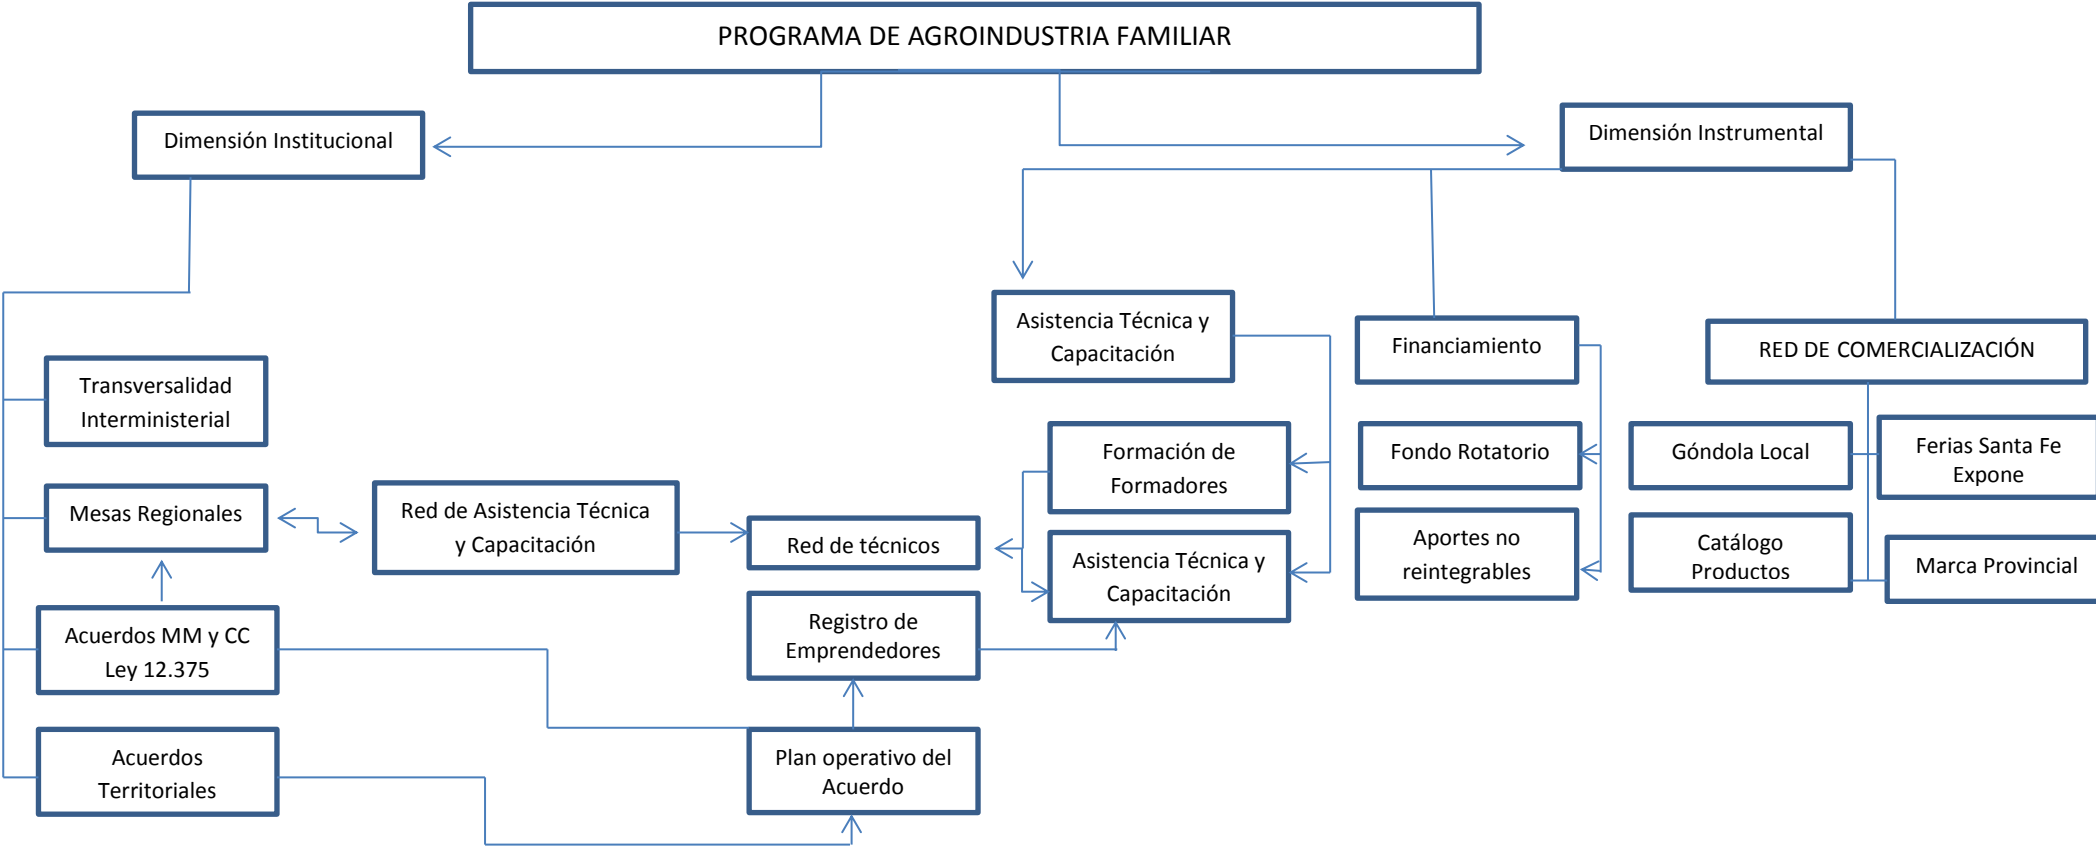 PROGRAMA DE AGROINDUSTRIA FAMILIAR
Dimensión Institucional
Dimensión Instrumental
Asistencia Técnica y
Capacitación
Financiamiento
RED DE COMERCIALIZACIÓN
Transversalidad
Interministerial
Formación de
Formadores
Fondo Rotatorio
Góndola Local
Ferias Santa Fe
Expone
Mesas Regionales
Red de Asistencia Técnica
y Capacitación
Red de técnicos
Asistencia Técnica y
Capacitación
Aportes no
reintegrables
Catálogo
Productos
Marca Provincial
Acuerdos MM y CC
Ley 12.375
Registro de
Emprendedores
Acuerdos
Territoriales
Plan operativo del
Acuerdo